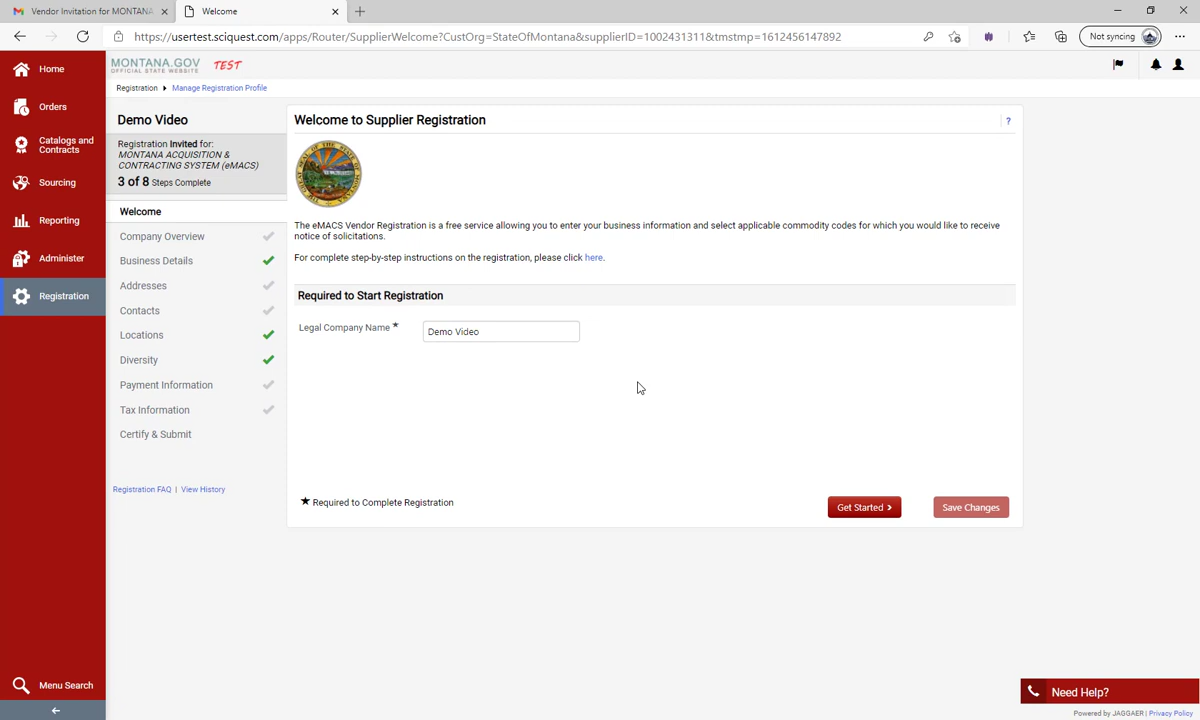 Vendor Invitation for MONTANA
Welcome
https://usertest.sciquest.com/apps/Router/SupplierWelcome?CustOrg=StateOfMontana&supplierID=1002431311&tmstmp=1612456147892
Not syncing
Home
Orders
Catalogs and
Contracts
Sourcing
Reporting
Administer
Registration
Menu Search
MONTANA.GOV
OFFICIAL STATE WEBSITE
TEST
Registration
Manage Registration Profile
Demo Video
Registration Invited for:
MONTANA ACQUISITION &
CONTRACTING SYSTEM (eMACS)
3 of 8 Steps Complete
Welcome
Company Overview
Business Details
Addresses
Contacts
Locations
Diversity
Payment Information
Tax Information
Certify & Submit
Registration FAQ | View History
Welcome to Supplier Registration
?
The eMACS Vendor Registration is a free service allowing you to enter your business information and select applicable commodity codes for which you would like to receive
notice of solicitations.
For complete step-by-step instructions on the registration, please click here.
Required to Start Registration
Legal Company Name ★
Demo Video
★ Required to Complete Registration
Get Started
Save Changes
Need Help?
Powered by JAGGAER | Privacy Policy